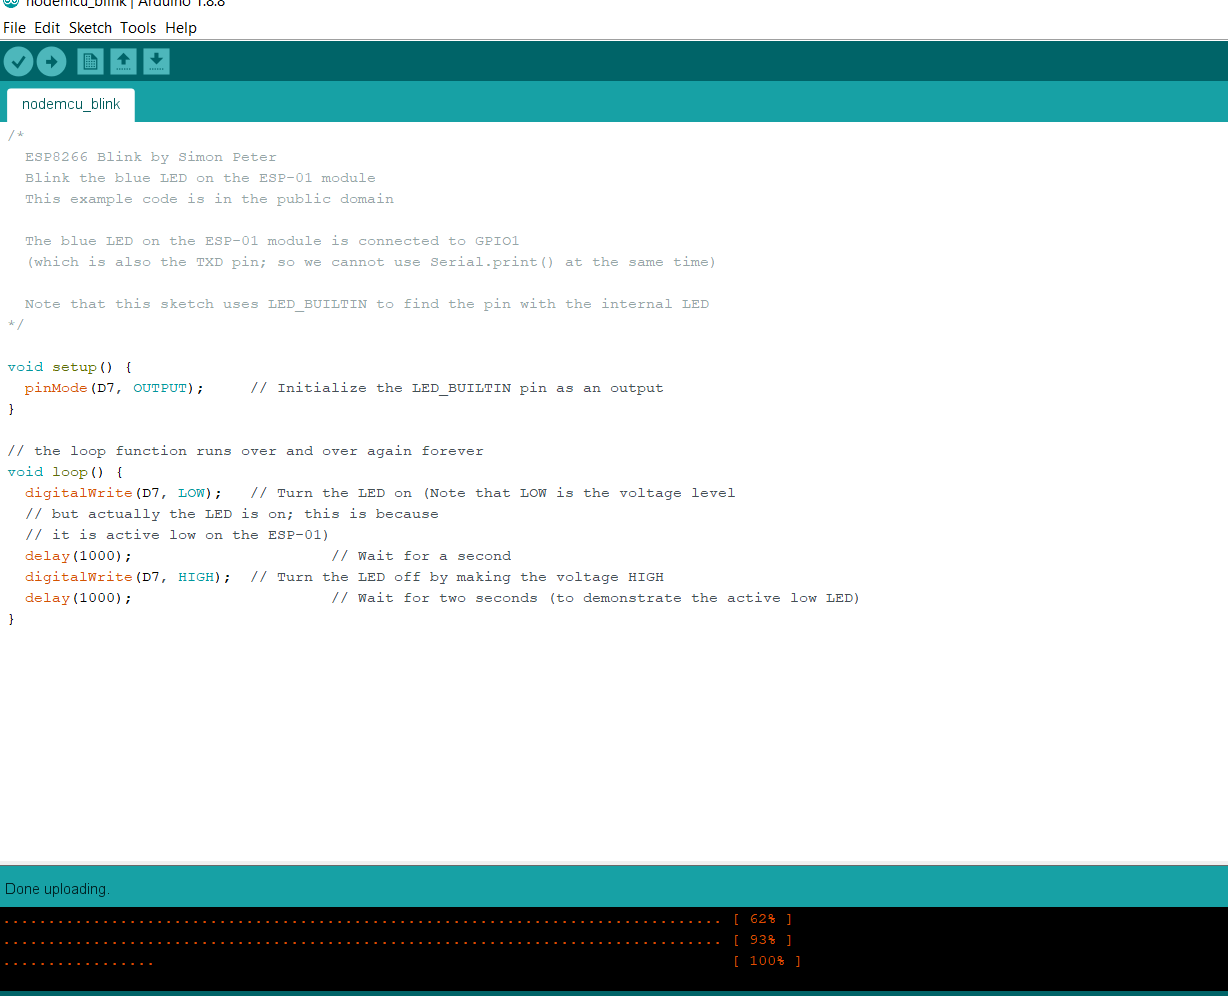 nodemcu_blink | Arduino 1.8.8
File Edit Sketch Tools Help
nodemcu_blink
/*
  ESP8266 Blink by Simon Peter
  Blink the blue LED on the ESP-01 module
  This example code is in the public domain

  The blue LED on the ESP-01 module is connected to GPIO1
  (which is also the TXD pin; so we cannot use Serial.print() at the same time)

  Note that this sketch uses LED_BUILTIN to find the pin with the internal LED
*/

void setup() {
  pinMode(D7, OUTPUT);     // Initialize the LED_BUILTIN pin as an output
}

// the loop function runs over and over again forever
void loop() {
  digitalWrite(D7, LOW);   // Turn the LED on (Note that LOW is the voltage level
  // but actually the LED is on; this is because
  // it is active low on the ESP-01)
  delay(1000);                      // Wait for a second
  digitalWrite(D7, HIGH);  // Turn the LED off by making the voltage HIGH
  delay(1000);                      // Wait for two seconds (to demonstrate the active low LED)
}
Done uploading.
................................................................................ [ 62% ]
................................................................................ [ 93% ]
.................                                                                [ 100% ]